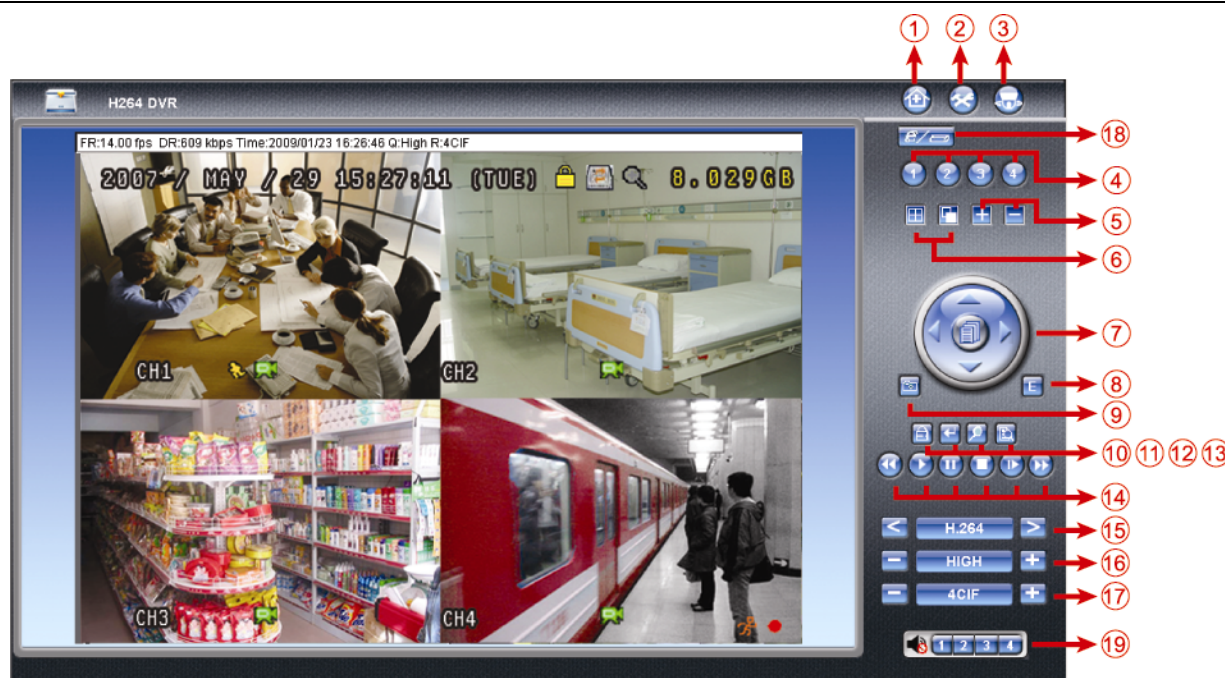 ① ② ③
H264 DVR
FR:14.00 fps DR:609 kbps Time:2009/01/23 16:26:46 Q:High R:4CIF
⑱
2007 / MAY / 29 15:27:11 (TUE) 8.029GB
1 2 3 4
④
⑤
⑥
⑦
CH1
CH2
E
⑧
⑨
⑩ ⑪ ⑫ ⑬
⑭
< H.264 >
⑮
- HIGH +
⑯
- 4CIF +
⑰
CH3
CH4
1 2 3 4
⑲